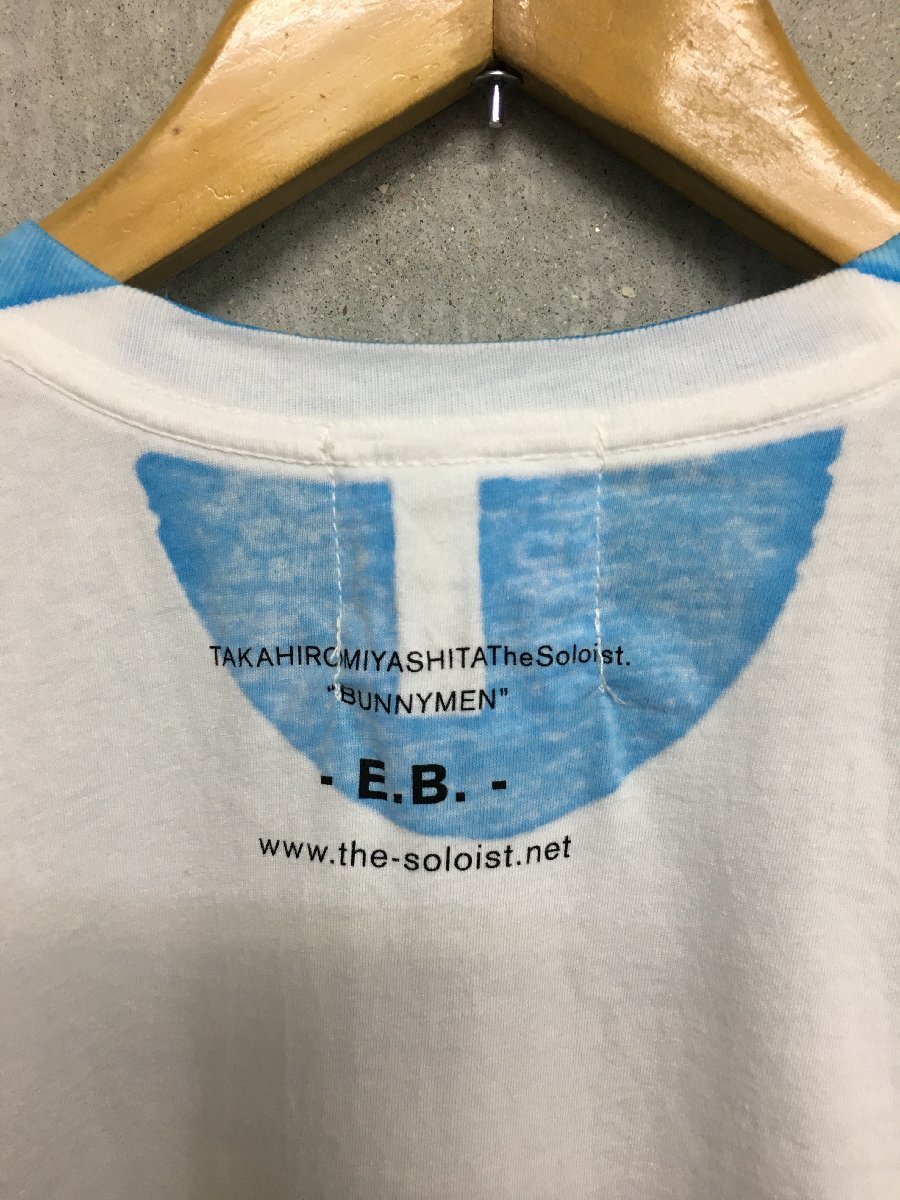 TAKAHIROMIYASHITATheSoloist.
"BUNNYMEN"
- E.B. -
www.the-soloist.net